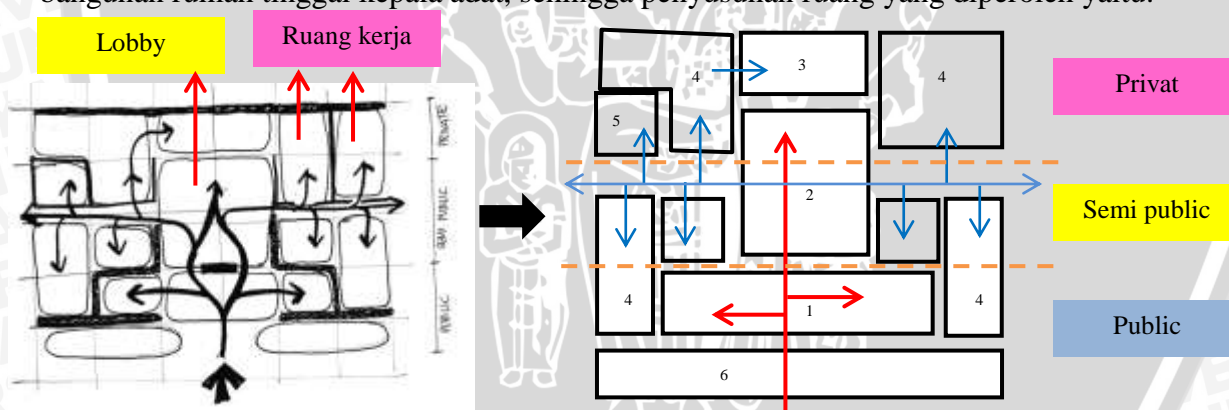 bangunan rumah tinggal kepala adat, sehingga penyusunan ruang yang diperoleh yaitu:
Lobby
Ruang kerja
PRIVATE
SEMI PUBLIC
PUBLIC
4
3
4
5
2
4
1
4
6
Privat
Semi public
Public